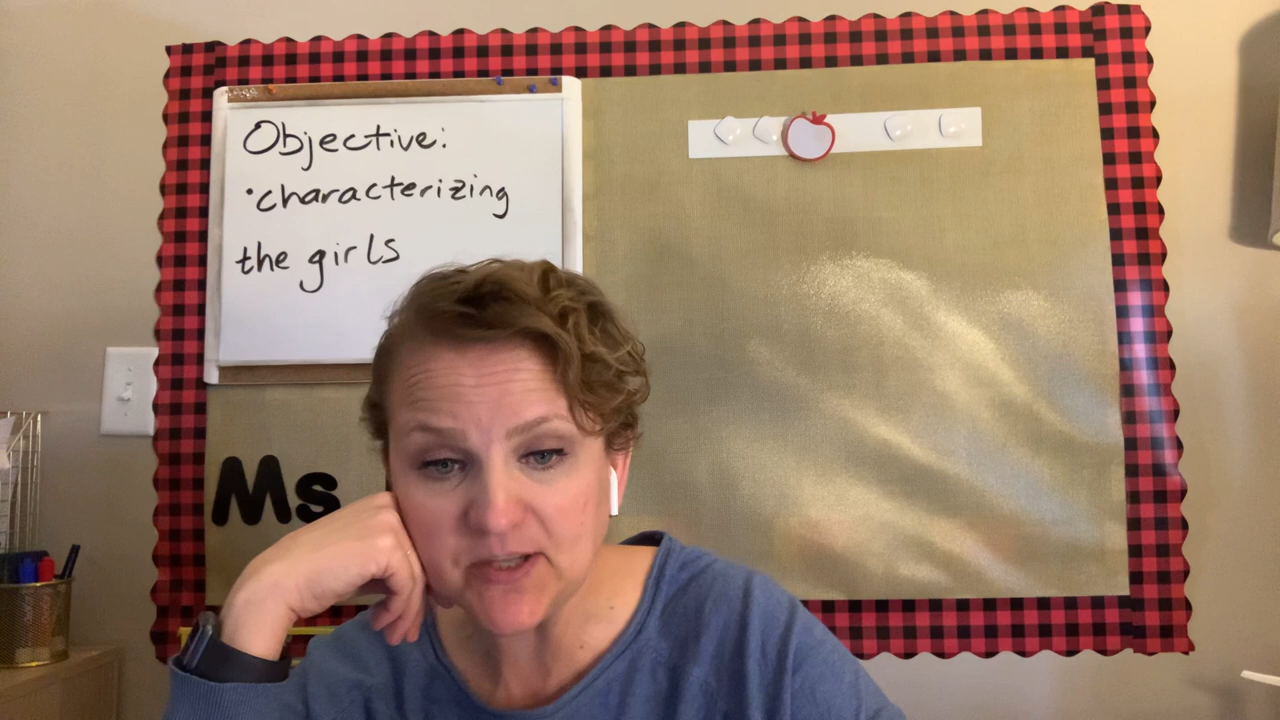 Objective:
•characterizing
the girls
Ms